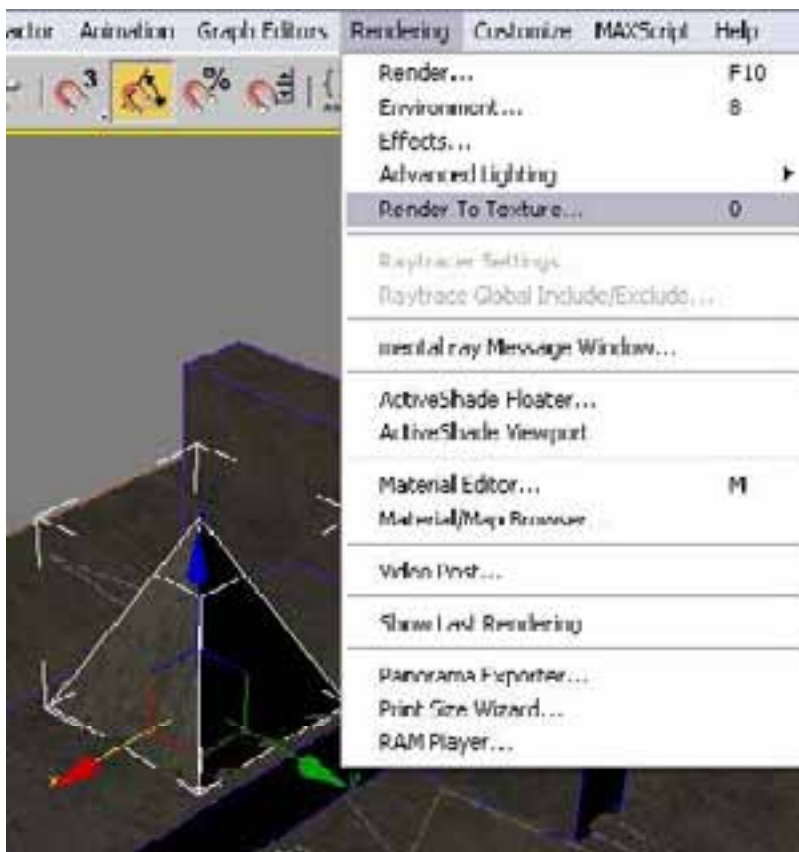 Animation Graph Editors Rendering Customize MAXScript Help
3 %
Render... F10
Environment... 8
Effects...
Advanced Lighting
Render To Texture... 0
Raytracer Settings
Raytrace Global Include/Exclude...
mental ray Message Window...
ActiveShade Floater...
ActiveShade Viewport
Material Editor... M
Material/Map Browser
Video Post...
Show Last Rendering
Panorama Exporter...
Print Size Wizard...
RAM Player...